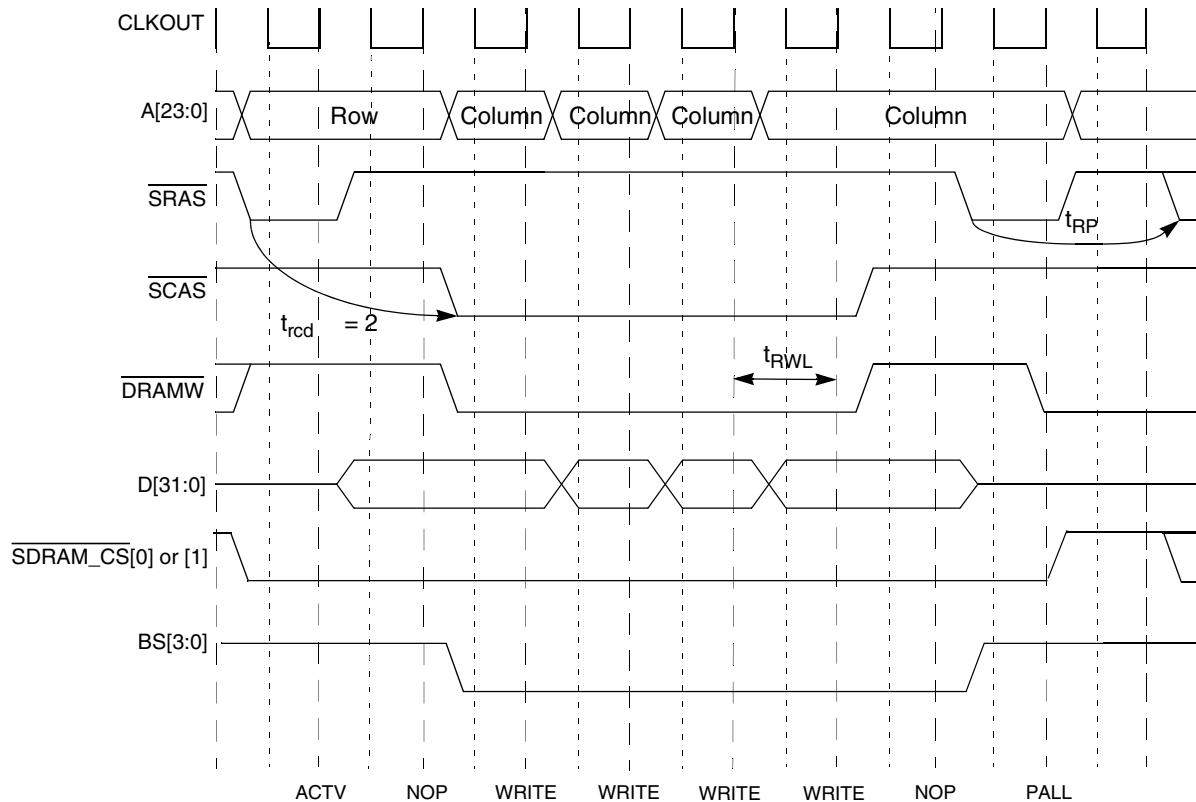 CLKOUT
A[23:0] Row Column Column Column Column
SRAS
tRP
SCAS
trcd = 2
tRWL
DRAMW
D[31:0]
SDRAM_CS[0] or [1]
BS[3:0]
ACTV NOP WRITE WRITE WRITE WRITE NOP PALL